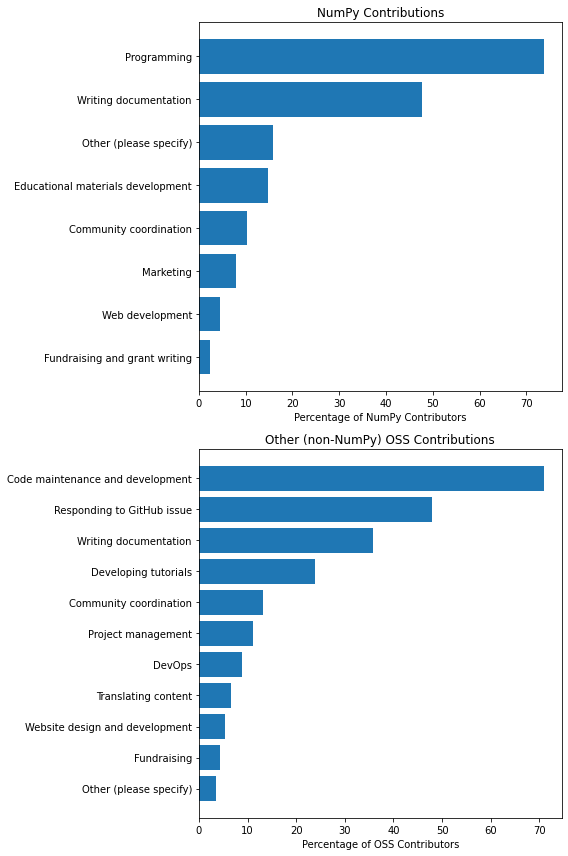 NumPy Contributions
Programming
Writing documentation
Other (please specify)
Educational materials development
Community coordination
Marketing
Web development
Fundraising and grant writing
0 10 20 30 40 50 60 70
Percentage of NumPy Contributors
Other (non-NumPy) OSS Contributions
Code maintenance and development
Responding to GitHub issue
Writing documentation
Developing tutorials
Community coordination
Project management
DevOps
Translating content
Website design and development
Fundraising
Other (please specify)
0 10 20 30 40 50 60 70
Percentage of OSS Contributors